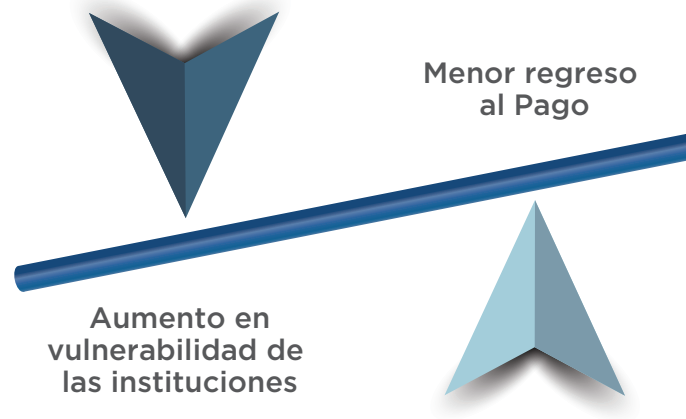 Menor regreso
al Pago
Aumento en
vulnerabilidad de
las instituciones